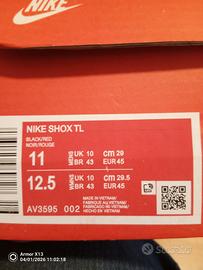 NIKE
NIKE SHOX TL
BLACK/RED
NOIR/ROUGE
11 MENS UK 10 cm 29
BR 43 EUR 45
12.5 WMNS UK 10 cm 29.5
BR 43 EUR 45
AV3595 002
MADE IN VIETNAM
FABRIQUÉ AU VIETNAM
FABRICADO EN VIETNAM
HECHO EN VIETNAM
Armor X13
04/01/2026 11:02:18
subito